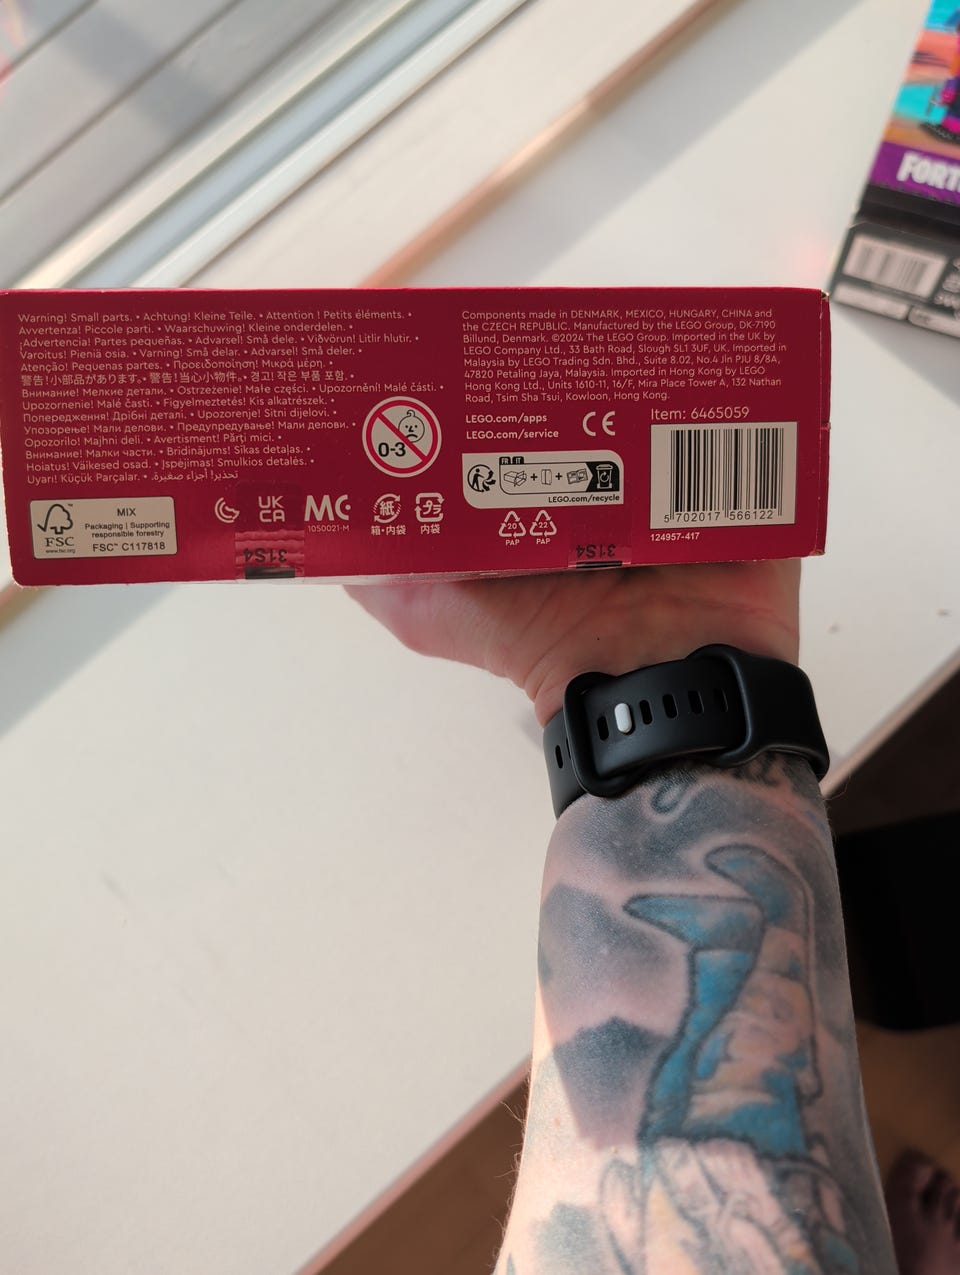 Warning! Small parts. • Achtung! Kleine Teile. • Attention ! Petits éléments. •
Avvertenza! Piccole parti. • Waarschuwing! Kleine onderdelen. •
¡Advertencia! Partes pequeñas. • Advarsel! Små dele. • Viðvörun! Litlir hlutir. •
Varoitus! Pieniä osia. • Varning! Små delar. • Advarsel! Små deler. •
Atenção! Pequenas partes. • Προειδοποίηση! Μικρά μέρη. •
警告!小部品があります。• 警告!当心小物件。• 경고! 작은 부품 포함. •
Внимание! Мелкие детали. • Ostrzeżenie! Małe części. • Upozornění! Malé části. •
Upozornenie! Malé časti. • Figyelmeztetés! Kis alkatrészek. •
Попередження! Дрібні деталі. • Upozorenje! Sitni dijelovi. •
Упозорење! Мали делови. • Предупредување! Мали делови. •
Opozorilo! Majhni deli. • Avertisment! Părți mici. •
Внимание! Малки части. • Brīdinājums! Sīkas detaļas. •
Hoiatus! Väikesed osad. • Įspėjimas! Smulkios detalės. •
Uyarı! Küçük Parçalar. • تحذير! أجزاء صغيرة.
0-3
FSC
www.fsc.org
MIX
Packaging | Supporting
responsible forestry
FSC™ C117818
UK
CA
MC
1050021-M
紙
箱・内袋
プラ
内袋
31S4
31S4
Components made in DENMARK, MEXICO, HUNGARY, CHINA and
the CZECH REPUBLIC. Manufactured by the LEGO Group, DK-7190
Billund, Denmark. ©2024 The LEGO Group. Imported in the UK by
LEGO Company Ltd., 33 Bath Road, Slough SL1 3UF, UK. Imported in
Malaysia by LEGO Trading Sdn. Bhd., Suite 8.02, No.4 Jln PJU 8/8A,
47820 Petaling Jaya, Malaysia. Imported in Hong Kong by LEGO
Hong Kong Ltd., Units 1610-11, 16/F, Mira Place Tower A, 132 Nathan
Road, Tsim Sha Tsui, Kowloon, Hong Kong.
LEGO.com/apps
LEGO.com/service
CE
FR IT
LEGO.com/recycle
20
PAP
22
PAP
Item: 6465059
5 702017 566122
124957-417
FORT